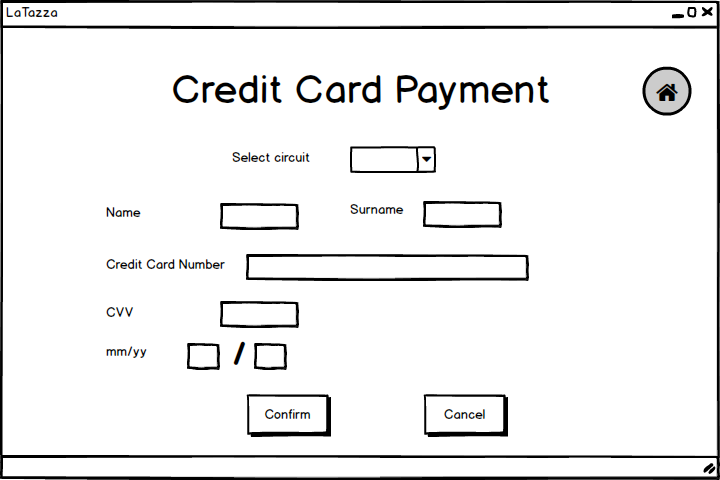 LaTazza
Credit Card Payment
Select circuit
Name
Surname
Credit Card Number
CVV
mm/yy
/
Confirm
Cancel